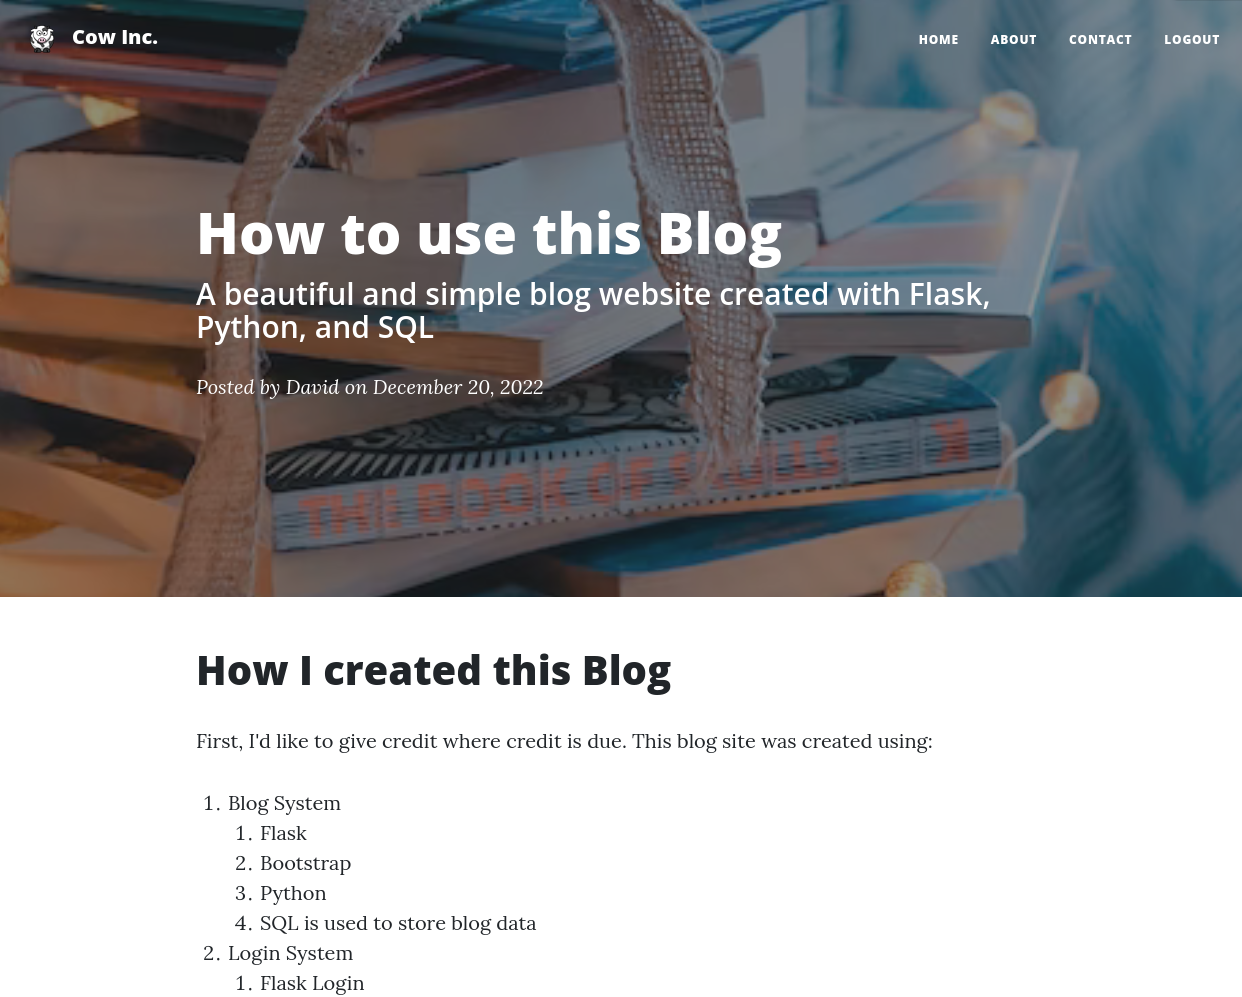 Cow Inc.
HOME ABOUT CONTACT LOGOUT
How to use this Blog
A beautiful and simple blog website created with Flask,
Python, and SQL
Posted by David on December 20, 2022
THE BOOK OF SKULLS
How I created this Blog
First, I'd like to give credit where credit is due. This blog site was created using:
1. Blog System
1. Flask
2. Bootstrap
3. Python
4. SQL is used to store blog data
2. Login System
1. Flask Login